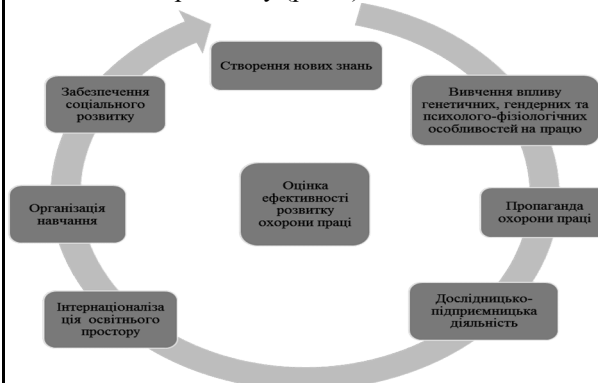 Створення нових знань
Забезпечення
соціального
розвитку
Вивчення впливу
генетичних, гендерних та
психолого-фізіологічних
особливостей на працю
Оцінка
ефективності
розвитку
охорони праці
Організація
навчання
Пропаганда
охорони праці
Інтернаціоналіза
ція освітнього
простору
Дослідницько-
підприємницька
діяльність